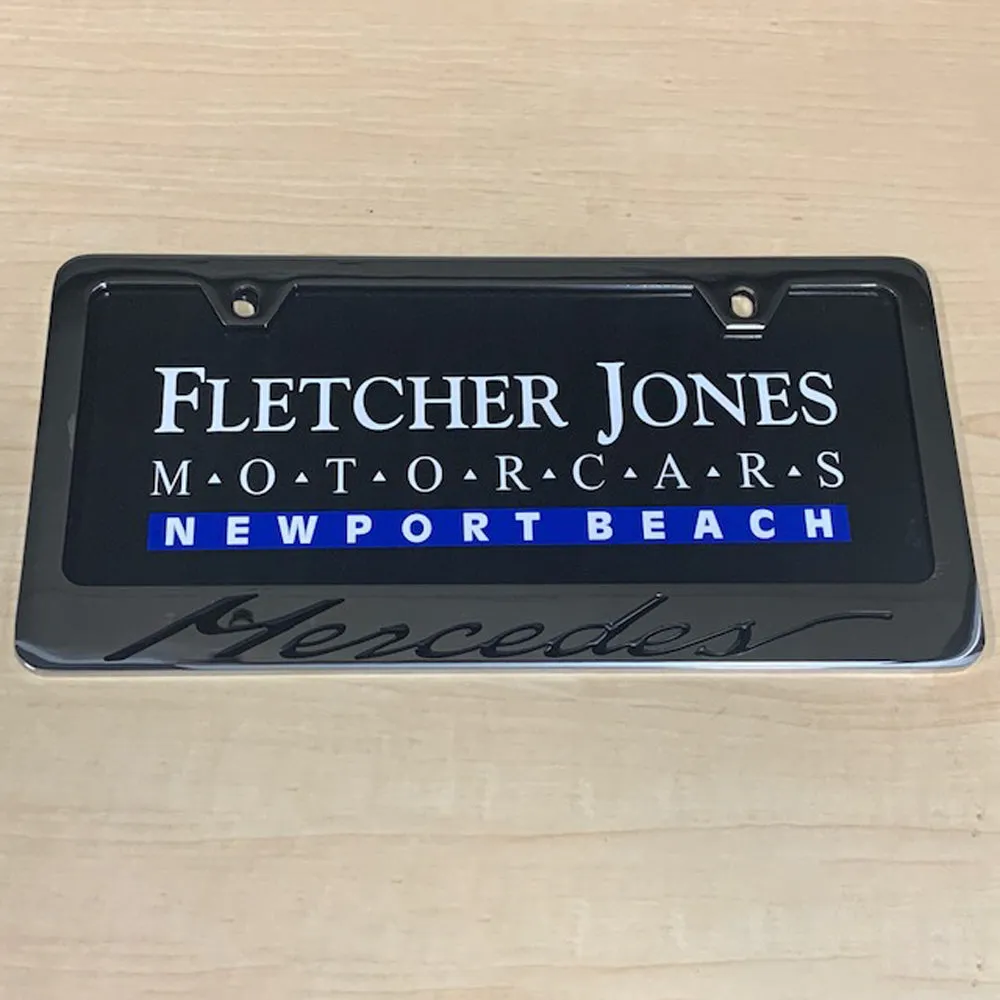 FLETCHER JONES
M▲O▲T▲O▲R▲C▲A▲R▲S
NEWPORT BEACH
Mercedes